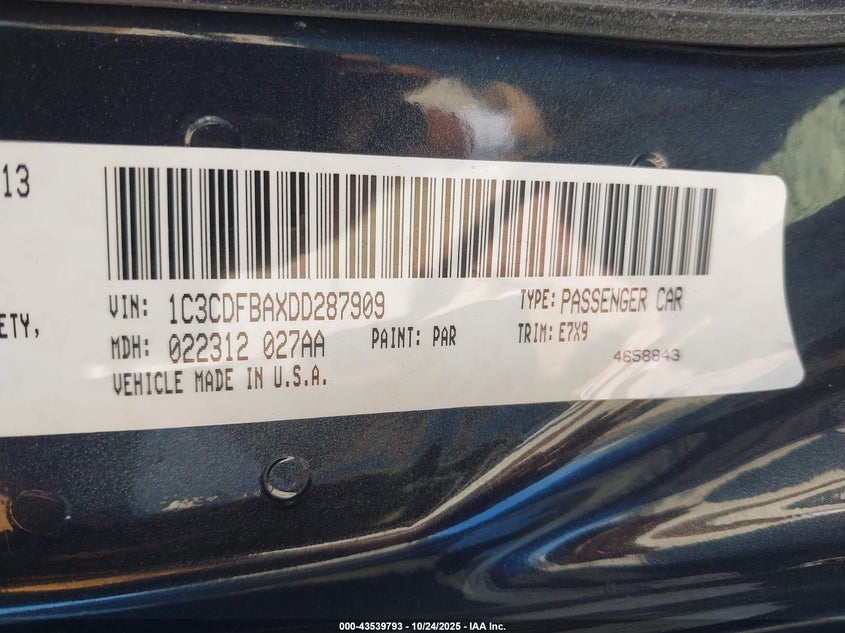 13
VIN: 1C3CDFBAXDD287909
TYPE: PASSENGER CAR
ETY,
MDH: 022312 027AA
PAINT: PAR
TRIM: E7X9
VEHICLE MADE IN U.S.A.
4658843
000-43539793 - 10/24/2025 - IAA Inc.